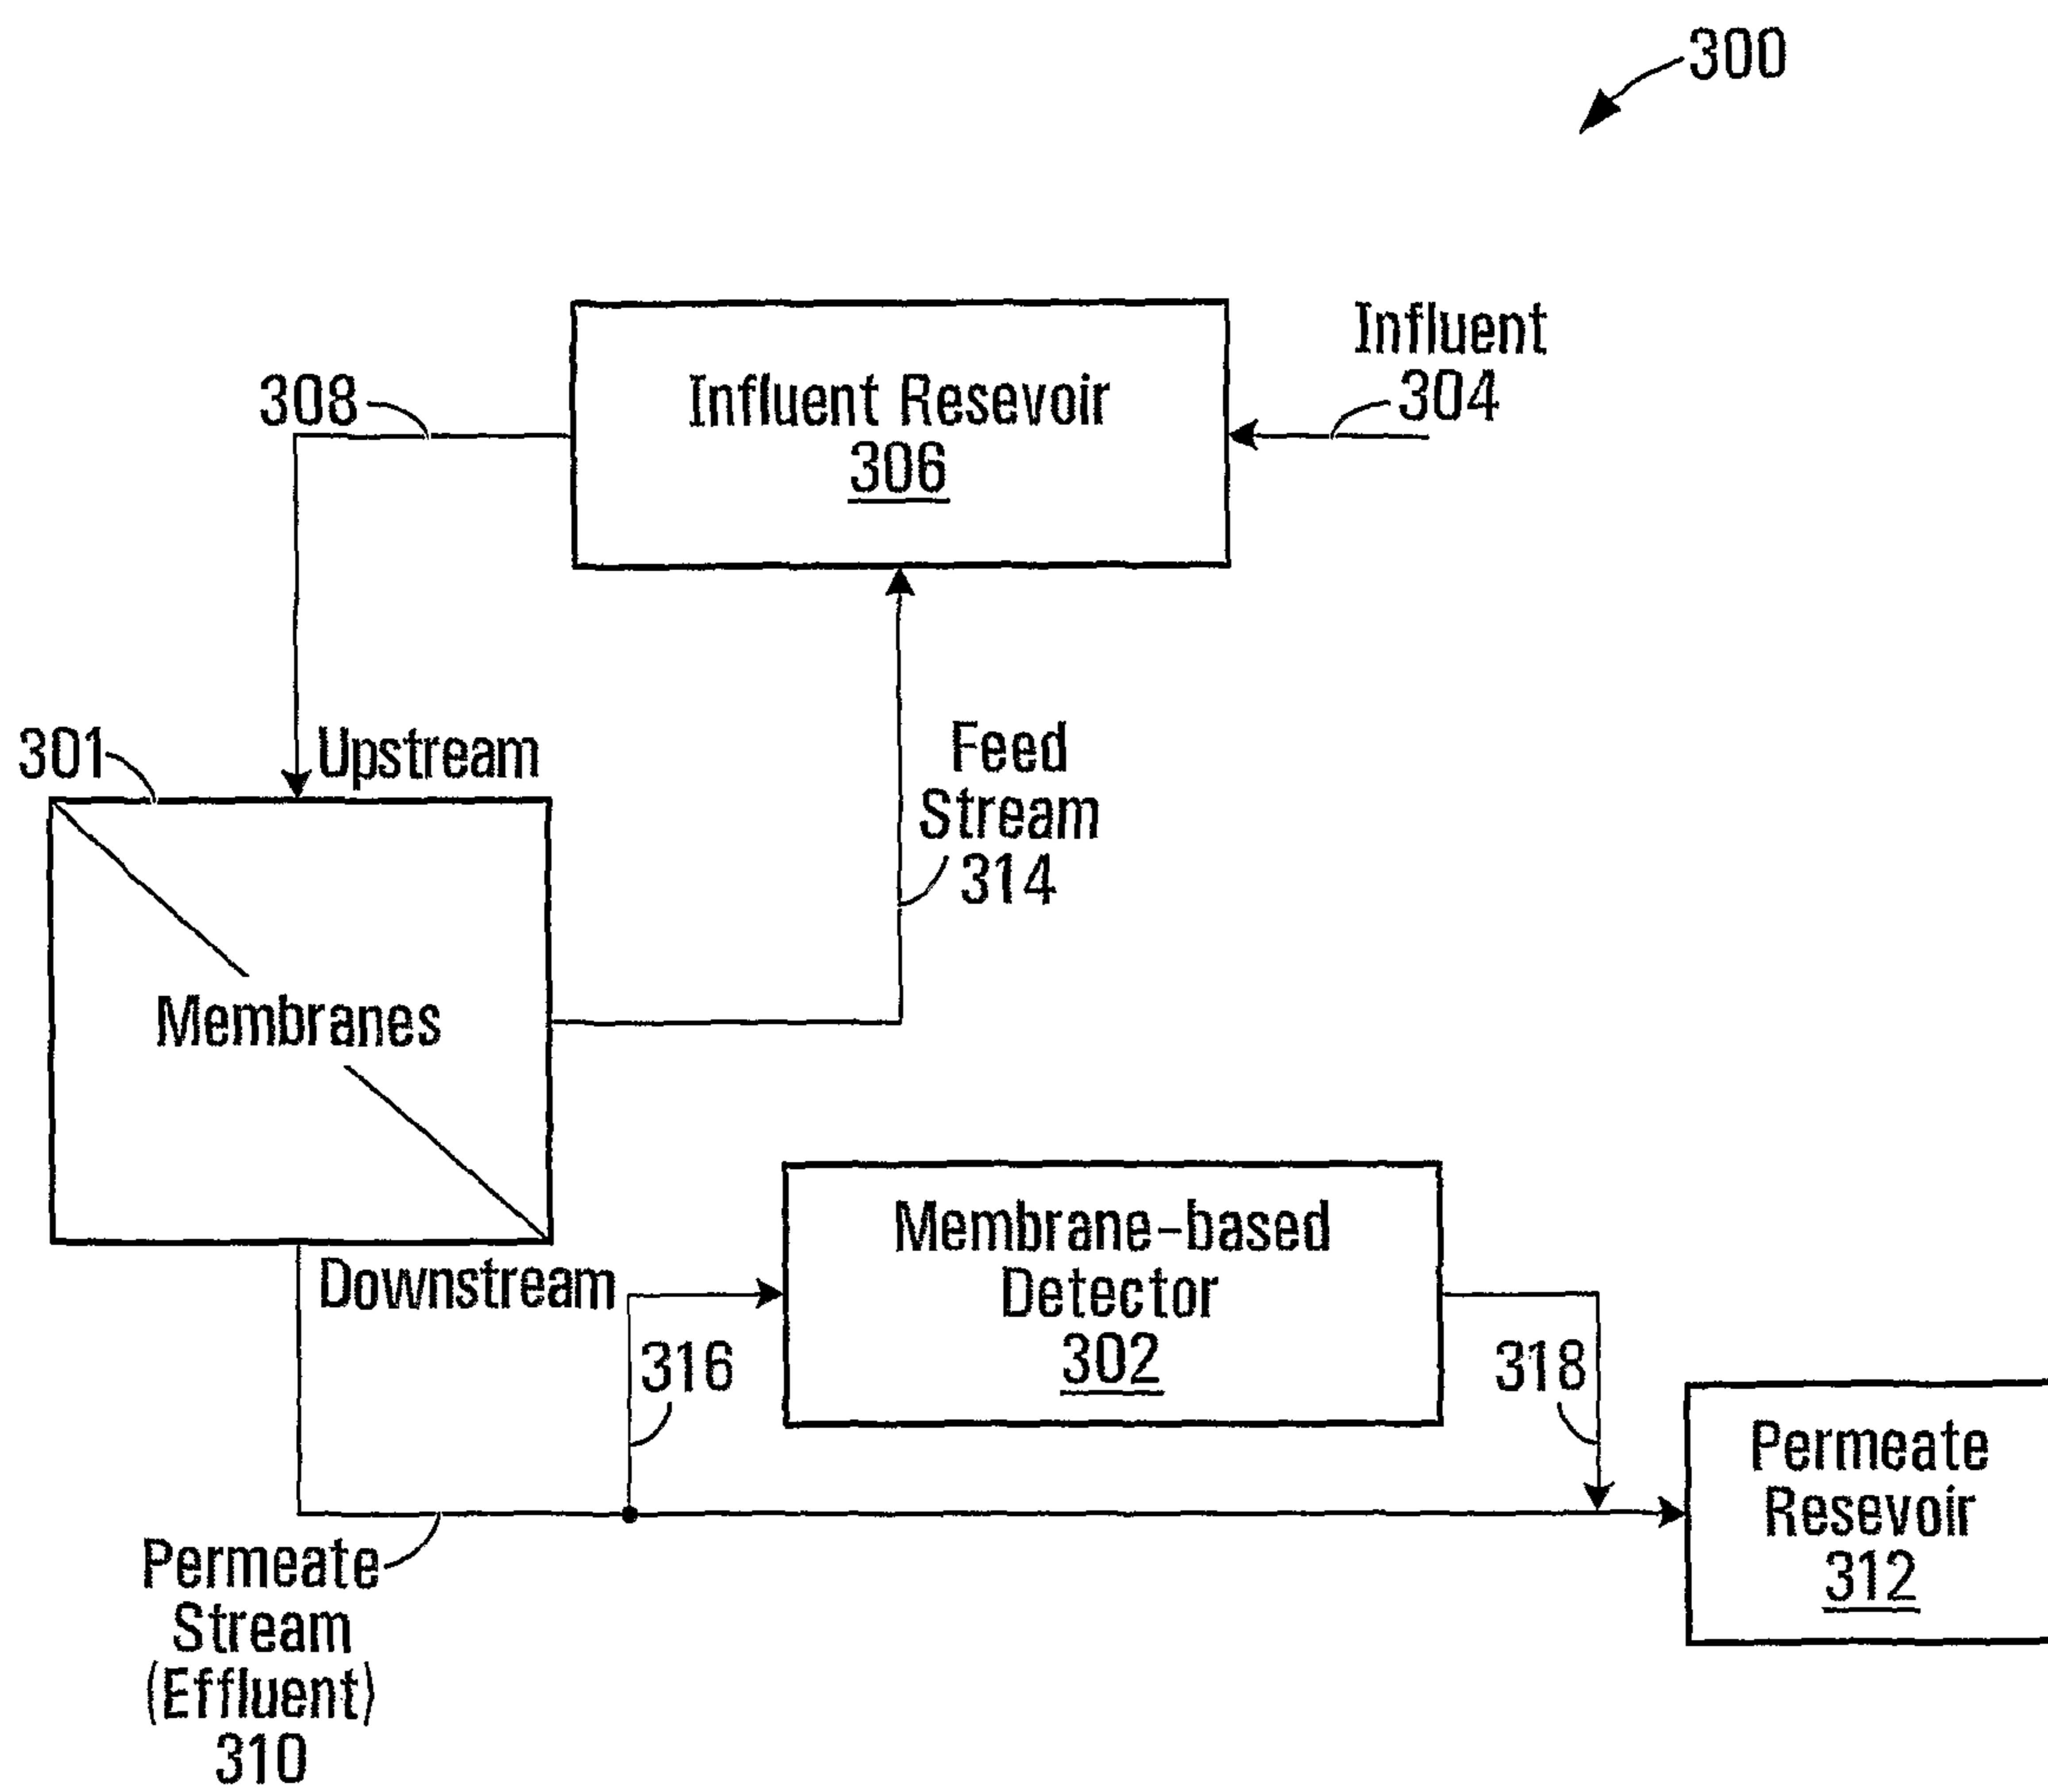 300
Influent
304
308
Influent Resevoir
306
301
Upstream
Feed
Stream
314
Membranes
Downstream
Membrane-based
Detector
302
316
318
Permeate
Resevoir
312
Permeate
Stream
(Effluent)
310